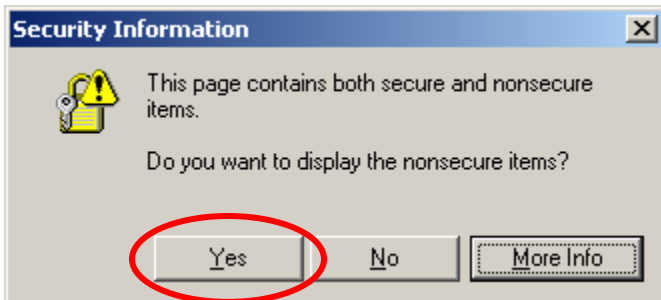 Security Information
This page contains both secure and nonsecure
items.
Do you want to display the nonsecure items?
Yes No More Info